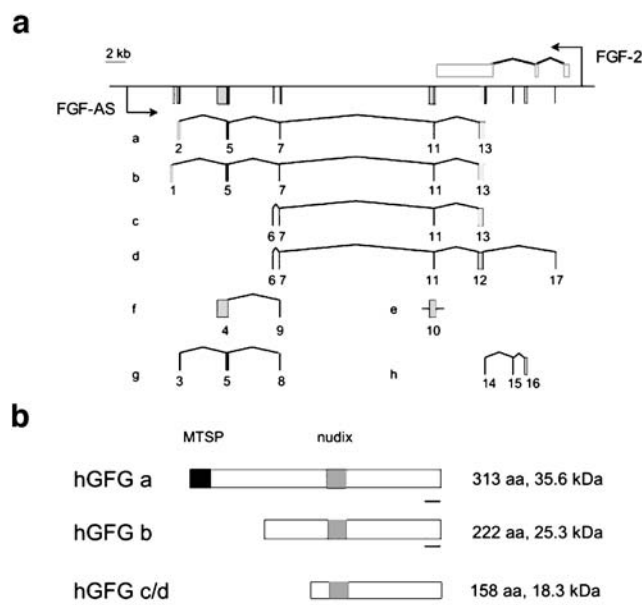 a
2 kb
FGF-2
FGF-AS
a 2 5 7 11 13
b 1 5 7 11 13
c 6 7 11 13
d 6 7 11 12 17
f 4 9 e 10
g 3 5 8 h 14 15 16
b
MTSP nudix
hGFG a 313 aa, 35.6 kDa
hGFG b 222 aa, 25.3 kDa
hGFG c/d 158 aa, 18.3 kDa